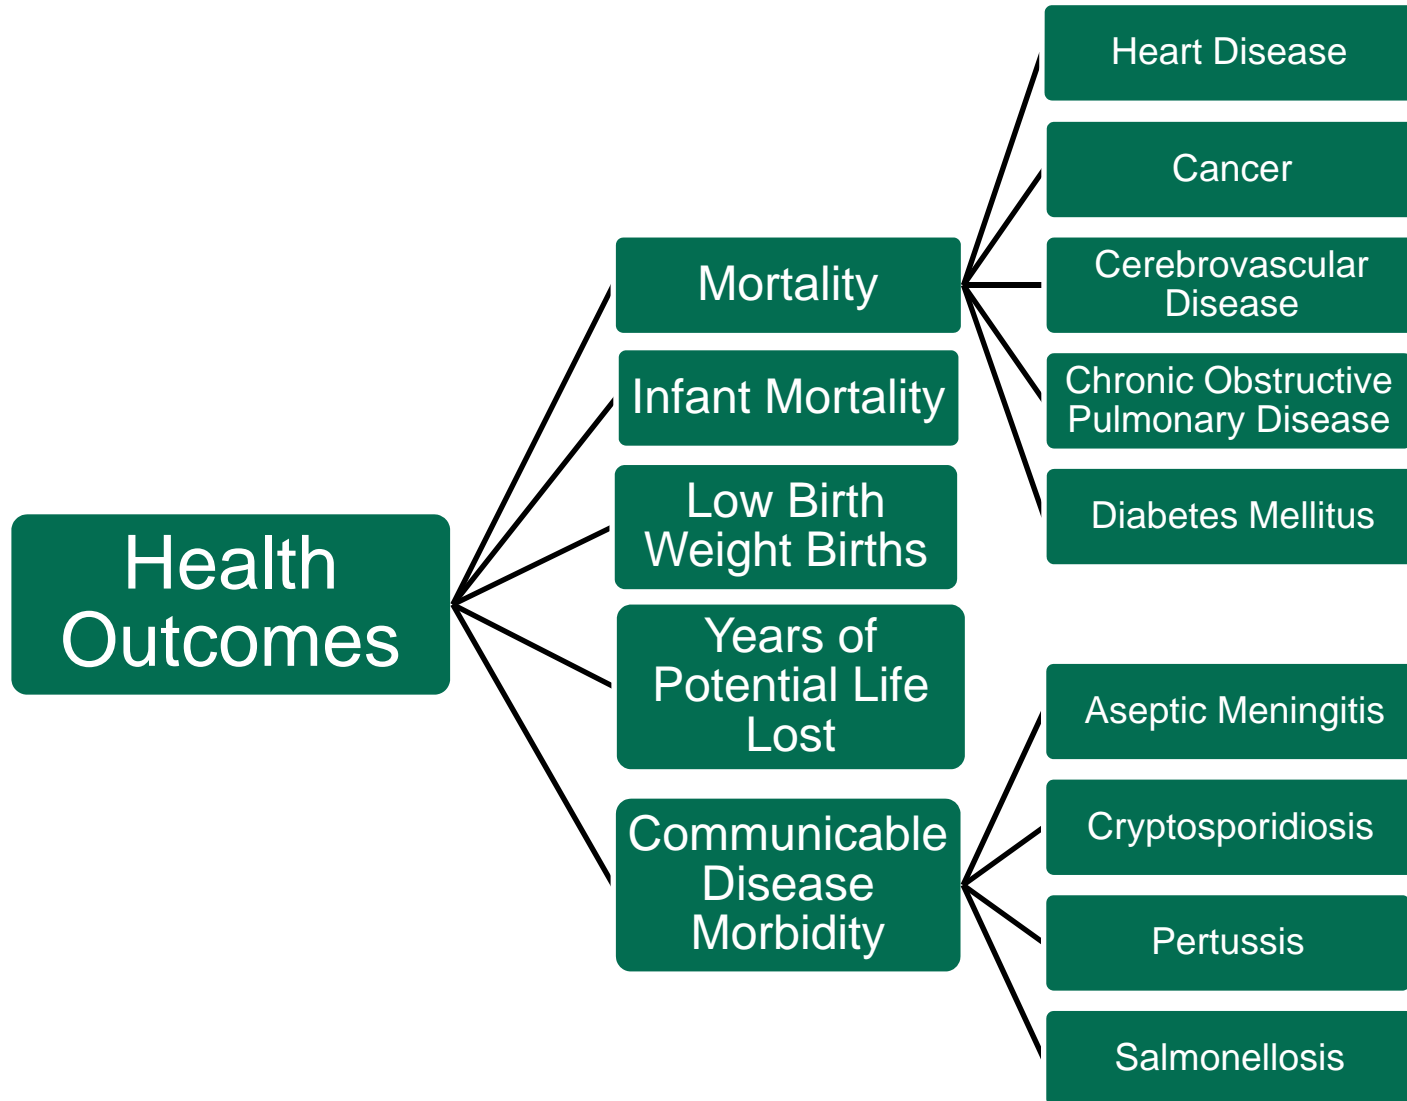 Health
Outcomes
Mortality
Infant Mortality
Low Birth
Weight Births
Years of
Potential Life
Lost
Communicable
Disease
Morbidity
Heart Disease
Cancer
Cerebrovascular
Disease
Chronic Obstructive
Pulmonary Disease
Diabetes Mellitus
Aseptic Meningitis
Cryptosporidiosis
Pertussis
Salmonellosis